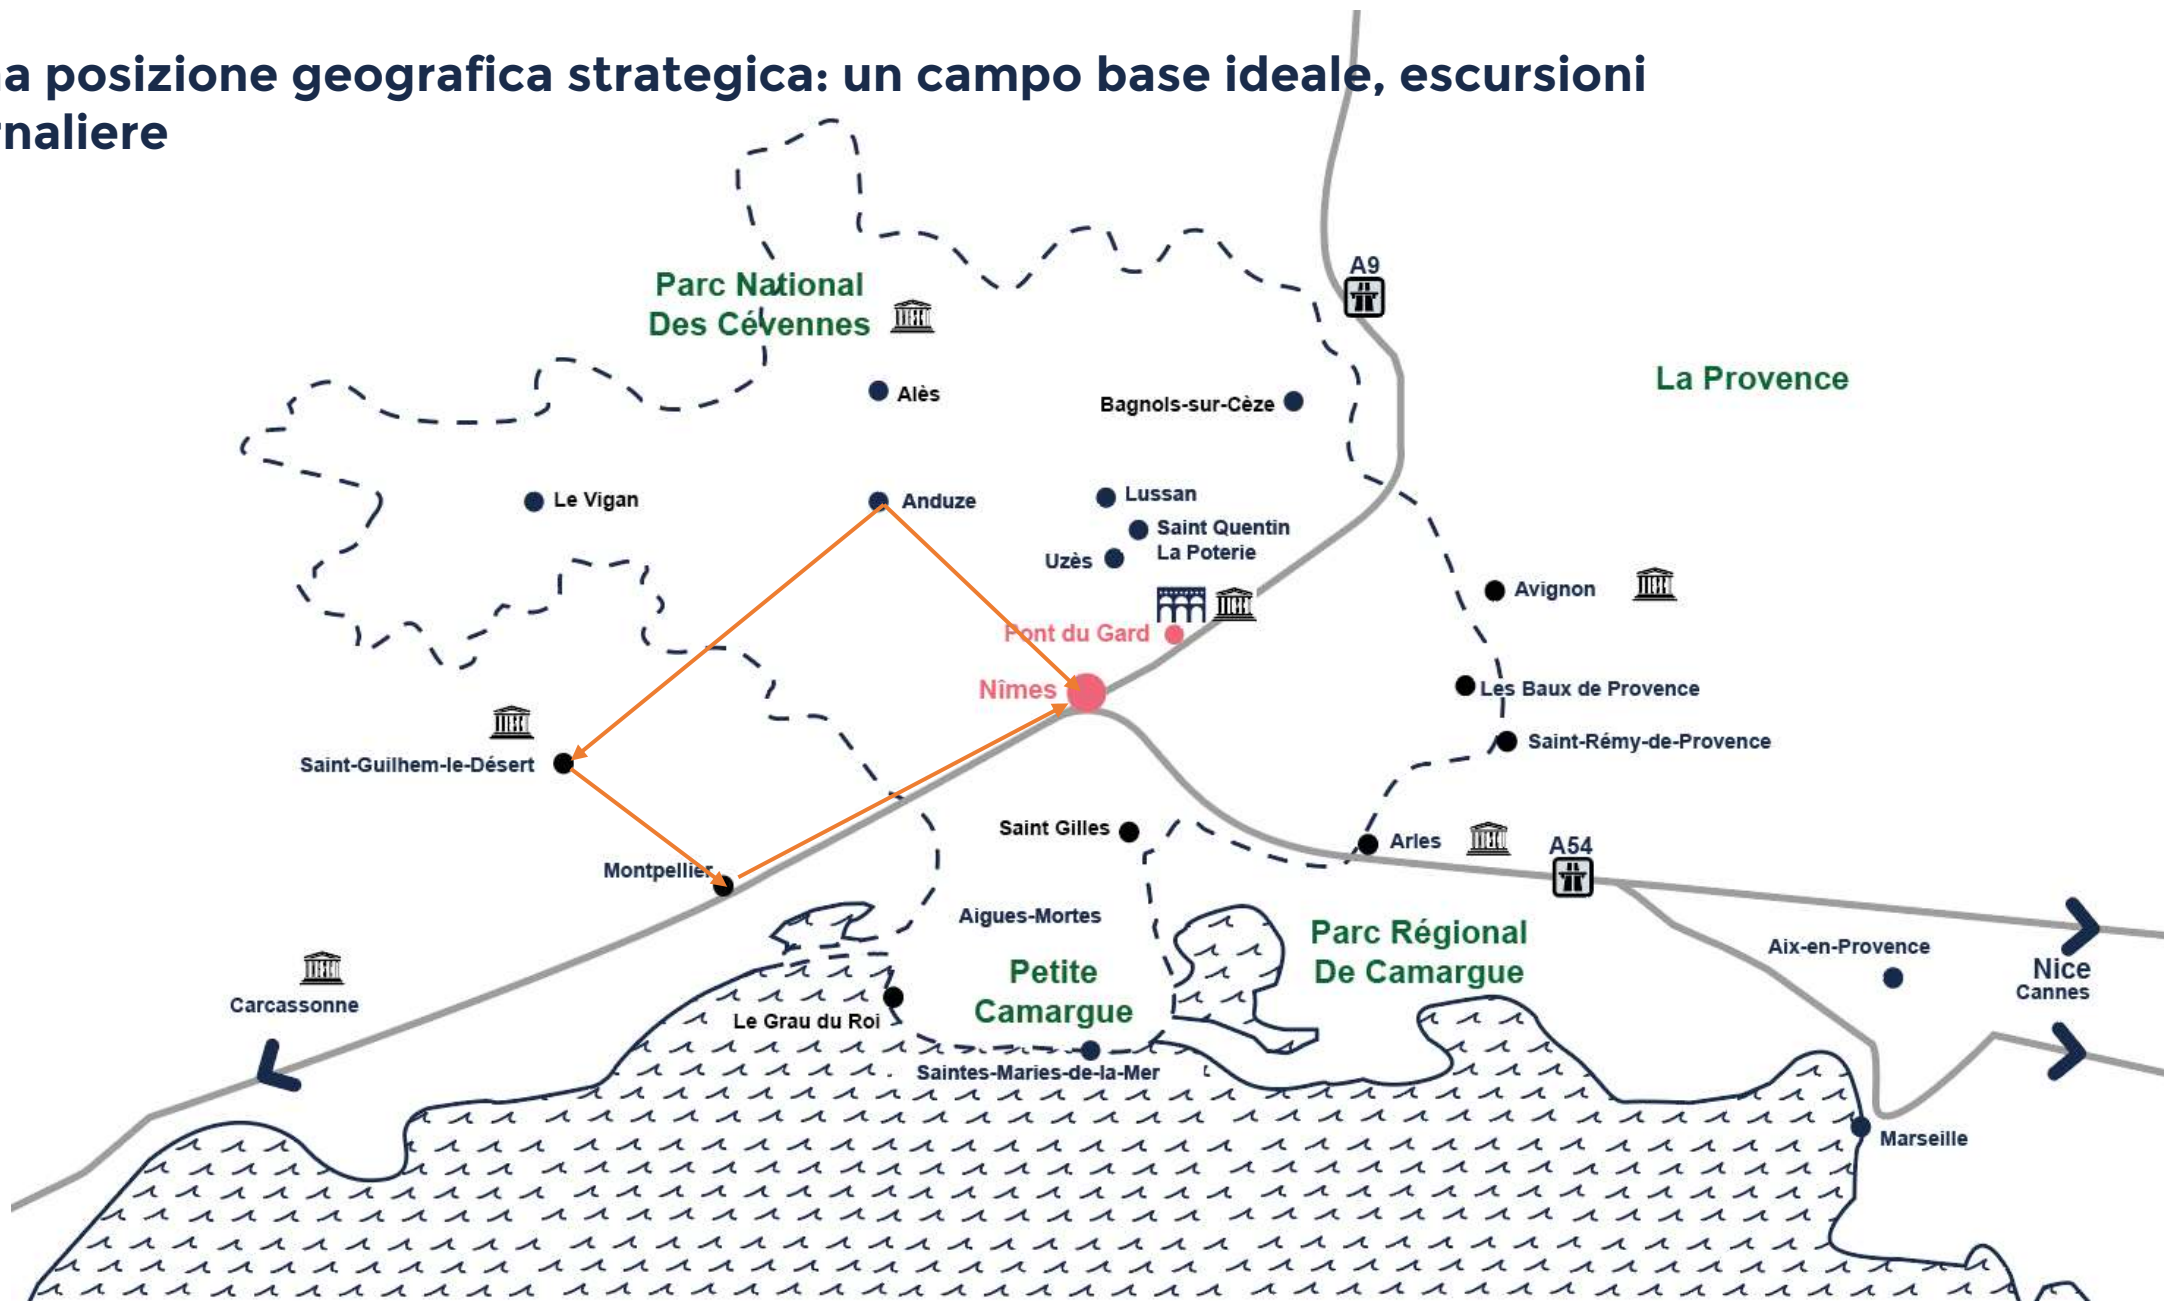 a posizione geografica strategica: un campo base ideale, escursioni
naliere
A9
Parc National
Des Cévennes
La Provence
Alès
Bagnols-sur-Cèze
Le Vigan
Anduze
Lussan
Saint Quentin
La Poterie
Uzès
Avignon
Pont du Gard
Nîmes
Les Baux de Provence
Saint-Rémy-de-Provence
Saint-Guilhem-le-Désert
Saint Gilles
Arles
A54
Montpellier
Aigues-Mortes
Parc Régional
De Camargue
Aix-en-Provence
Petite
Camargue
Nice
Cannes
Carcassonne
Le Grau du Roi
Saintes-Maries-de-la-Mer
Marseille